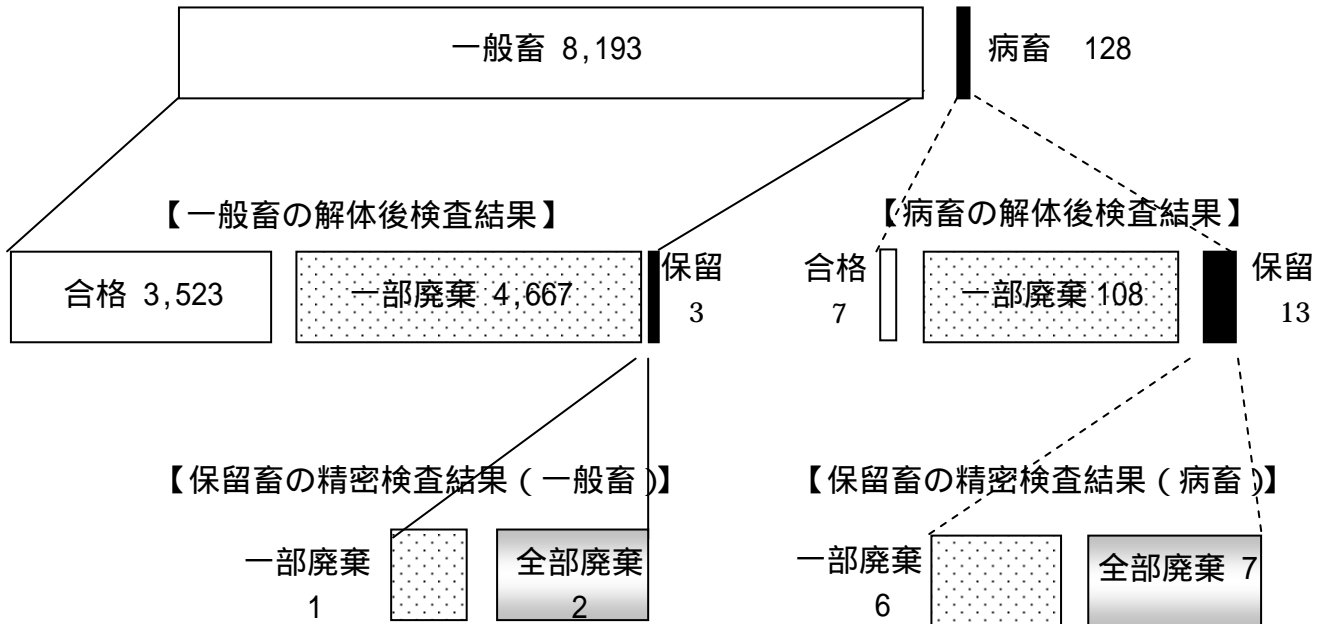 一般畜 8,193
病畜 128
【一般畜の解体後検査結果】
【病畜の解体後検査結果】
合格 3,523
一部廃棄 4,667
保留
3
合格
7
一部廃棄 108
保留
13
【保留畜の精密検査結果（一般畜）】
【保留畜の精密検査結果（病畜）】
一部廃棄
1
全部廃棄
2
一部廃棄
6
全部廃棄 7